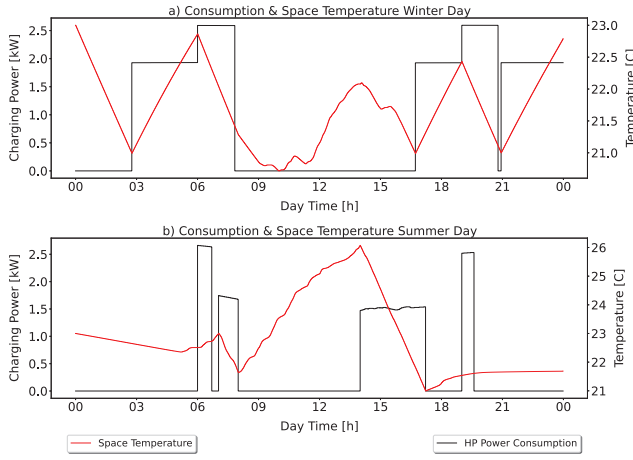 a) Consumption & Space Temperature Winter Day
Charging Power [kW]
2.5
2.0
1.5
1.0
0.5
0.0
23.0
22.5
22.0
21.5
21.0
Temperature [C]
00 03 06 09 12 15 18 21 00
Day Time [h]
b) Consumption & Space Temperature Summer Day
Charging Power [kW]
2.5
2.0
1.5
1.0
0.5
0.0
26
25
24
23
22
21
Temperature [C]
00 03 06 09 12 15 18 21 00
Day Time [h]
Space Temperature
HP Power Consumption